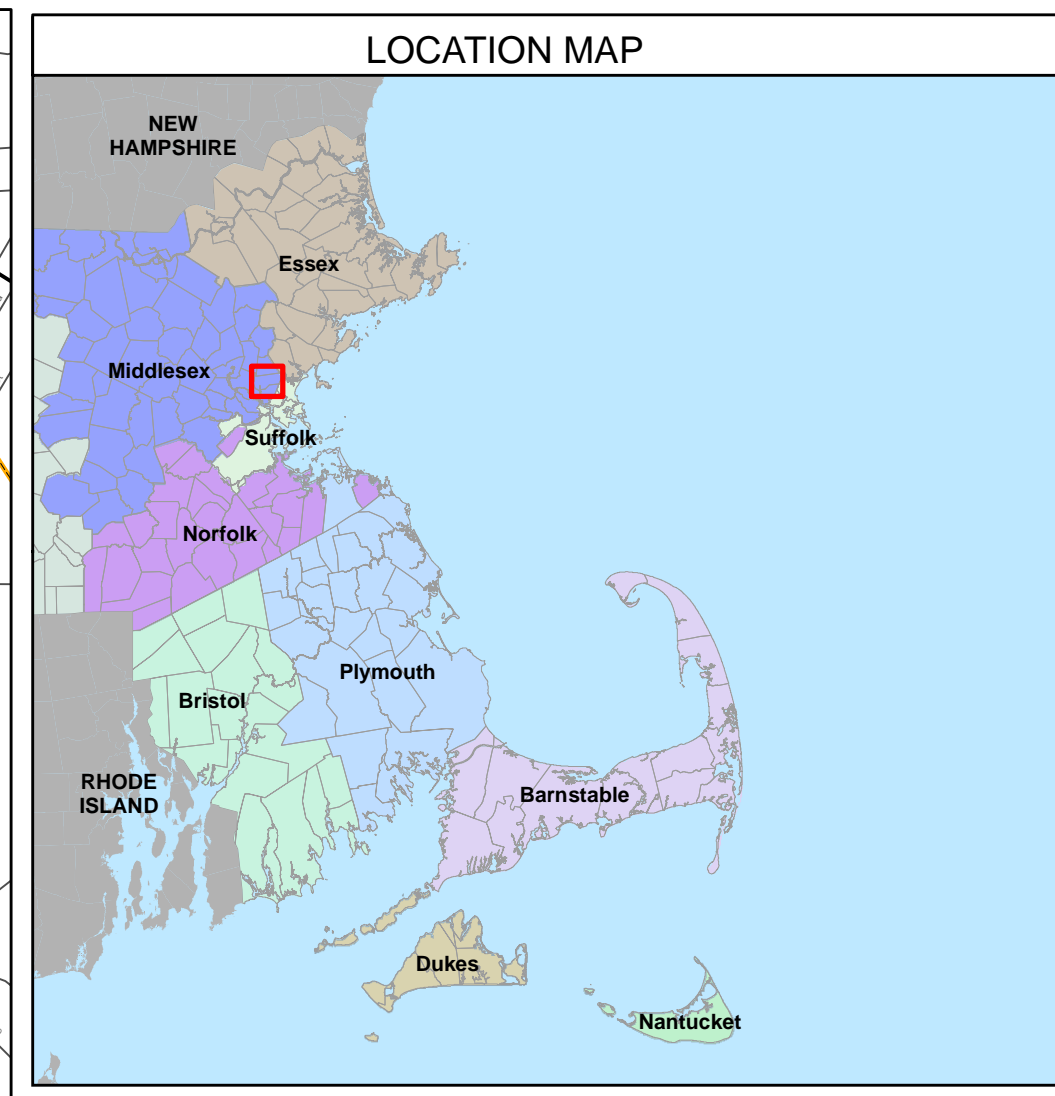 LOCATION MAP
NEW
HAMPSHIRE
Essex
Middlesex
Suffolk
Norfolk
Plymouth
Bristol
RHODE
ISLAND
Barnstable
Dukes
Nantucket